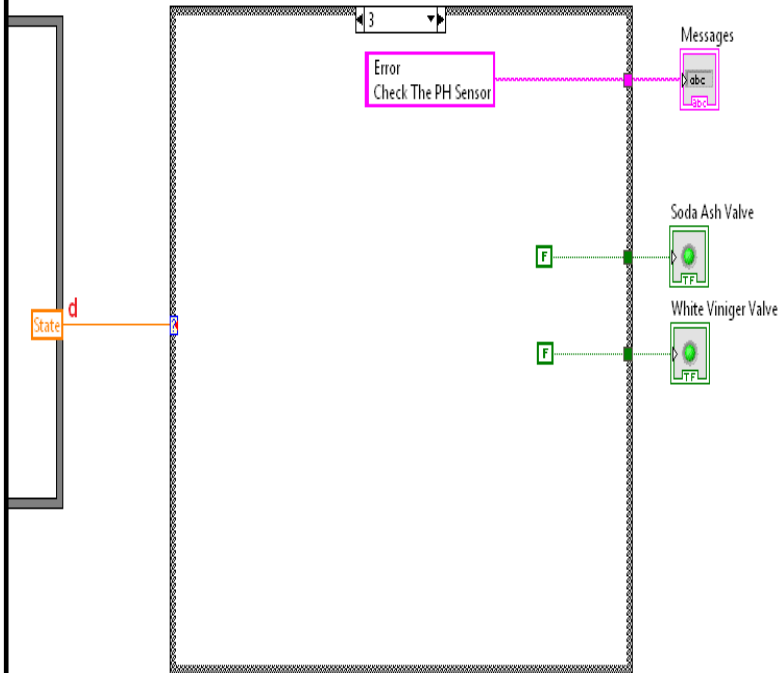 3
Messages
Error
Check The PH Sensor
abc
abc
Soda Ash Valve
F
TF
d
State
?
White Viniger Valve
F
TF